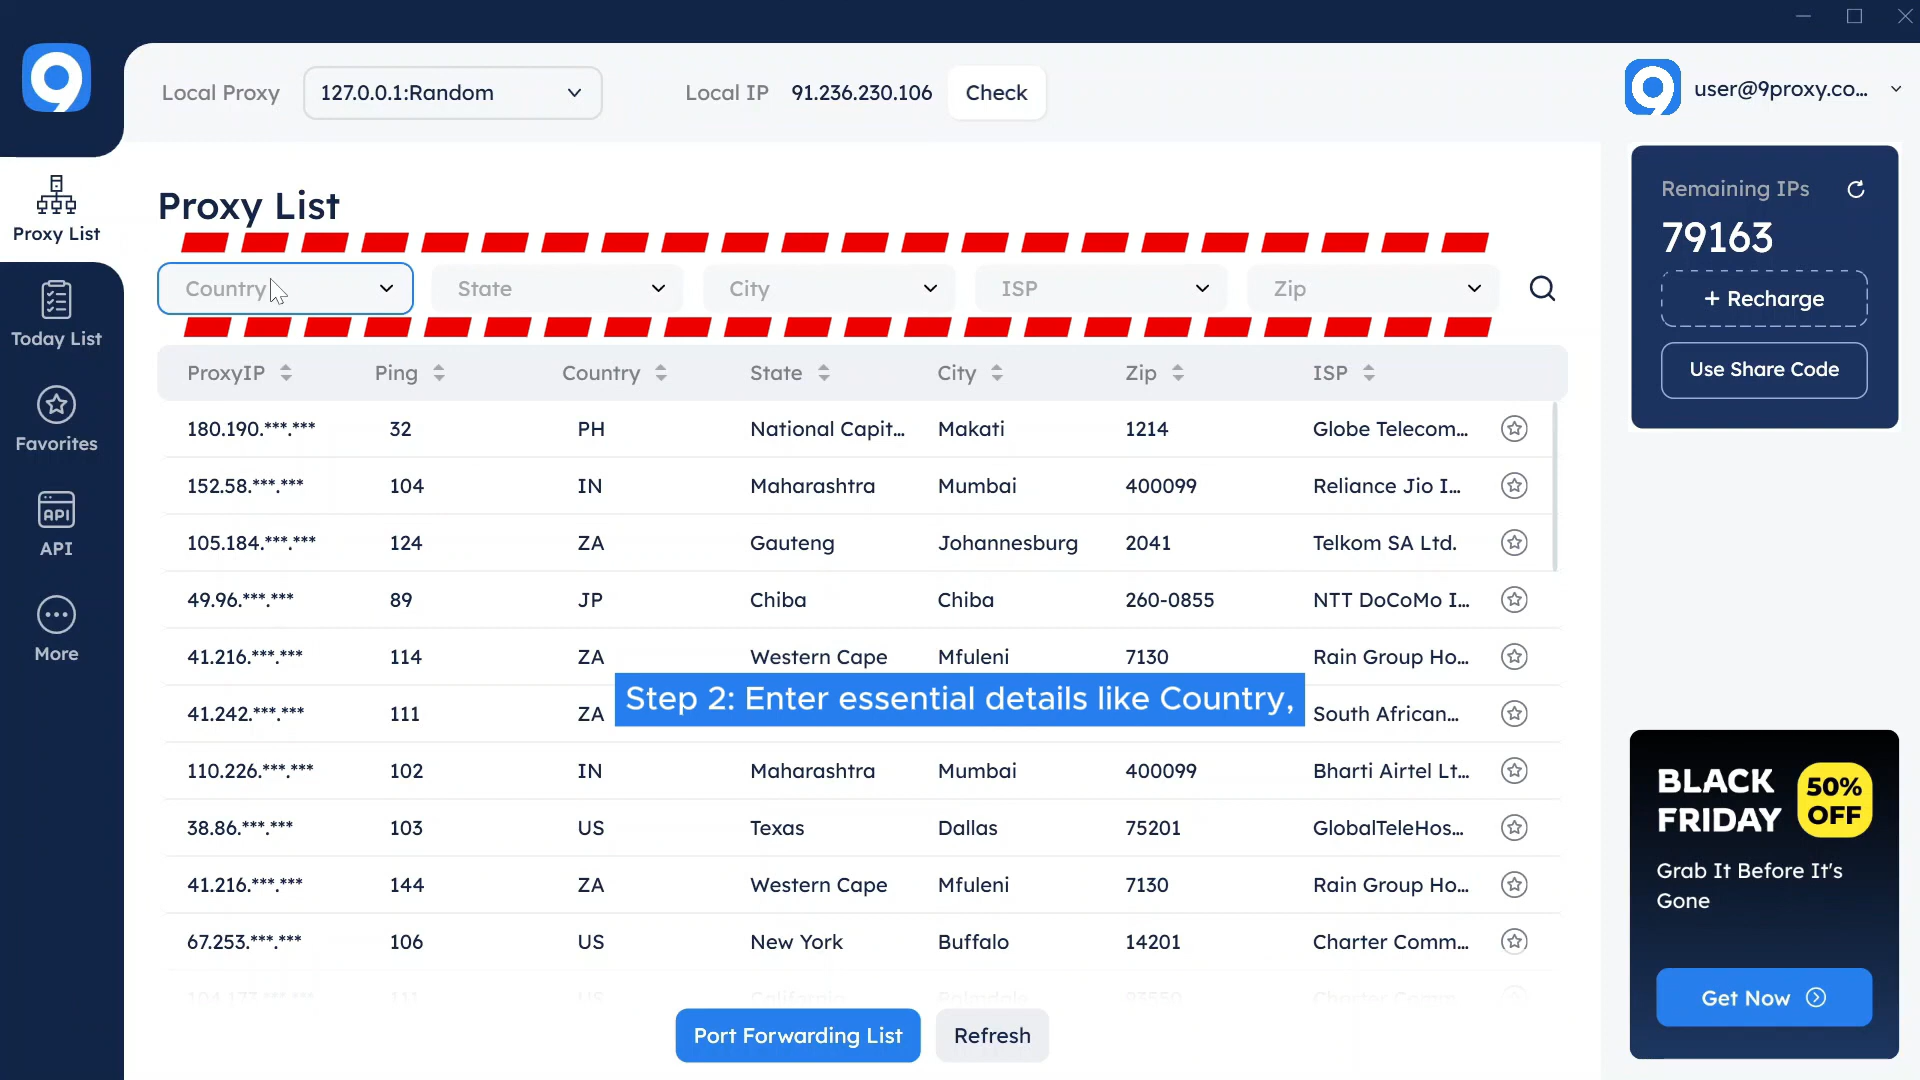 Local Proxy 127.0.0.1:Random Local IP 91.236.230.106 Check user@9proxy.co...
Proxy List
Today List
Favorites
API
More
Proxy List
Country State City ISP Zip
ProxyIP Ping Country State City Zip ISP
180.190.***.*** 32 PH National Capit... Makati 1214 Globe Telecom...
152.58.***.*** 104 IN Maharashtra Mumbai 400099 Reliance Jio I...
105.184.***.*** 124 ZA Gauteng Johannesburg 2041 Telkom SA Ltd.
49.96.***.*** 89 JP Chiba Chiba 260-0855 NTT DoCoMo I...
41.216.***.*** 114 ZA Western Cape Mfuleni 7130 Rain Group Ho...
41.242.***.*** 111 ZA South African...
Step 2: Enter essential details like Country,
110.226.***.*** 102 IN Maharashtra Mumbai 400099 Bharti Airtel Lt...
38.86.***.*** 103 US Texas Dallas 75201 GlobalTeleHos...
41.216.***.*** 144 ZA Western Cape Mfuleni 7130 Rain Group Ho...
67.253.***.*** 106 US New York Buffalo 14201 Charter Comm...
Port Forwarding List Refresh
Remaining IPs
79163
+ Recharge
Use Share Code
BLACK
FRIDAY
50%
OFF
Grab It Before It's
Gone
Get Now